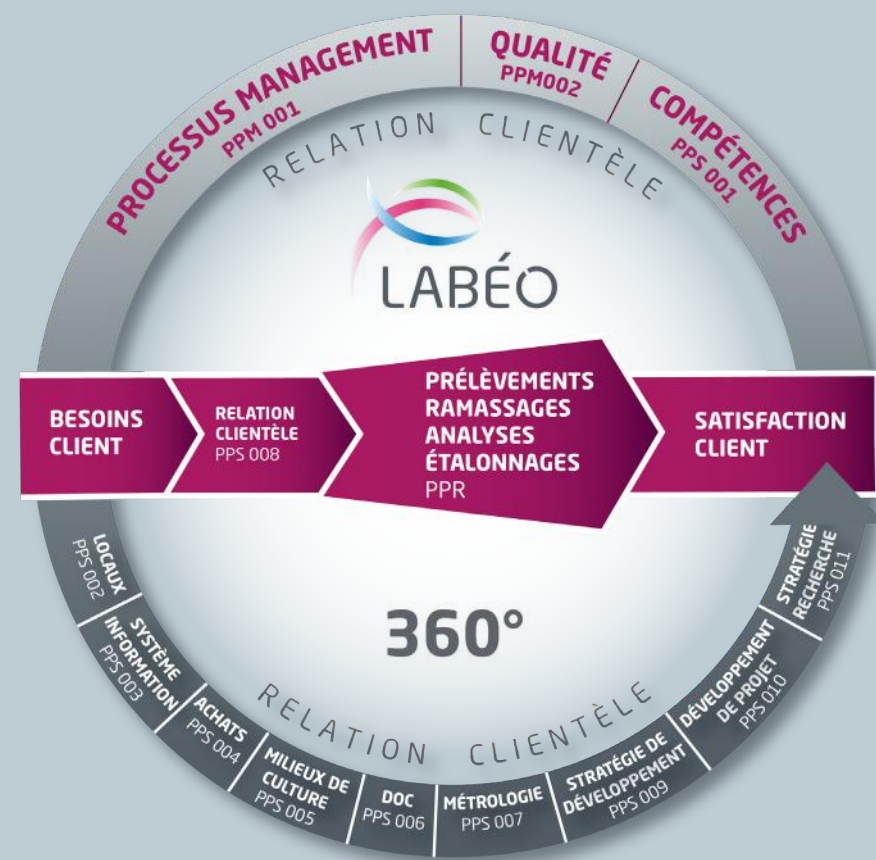 PROCESSUS MANAGEMENT
PPM 001
QUALITÉ
PPM002
COMPÉTENCES
PPS 001
RELATION CLIENTÈLE
LABÉO
BESOINS
CLIENT
RELATION
CLIENTÈLE
PPS 008
PRÉLÈVEMENTS
RAMASSAGES
ANALYSES
ÉTALONNAGES
PPR
SATISFACTION
CLIENT
360°
RELATION CLIENTÈLE
LOCAUX
PPS 002
SYSTÈME
INFORMATION
PPS 003
ACHATS
PPS 004
MILIEUX DE
CULTURE
PPS 005
DOC
PPS 006
MÉTROLOGIE
PPS 007
STRATÉGIE DE
DÉVELOPPEMENT
PPS 009
DÉVELOPPEMENT
DE PROJET
PPS 010
STRATÉGIE
RECHERCHE
PPS 011